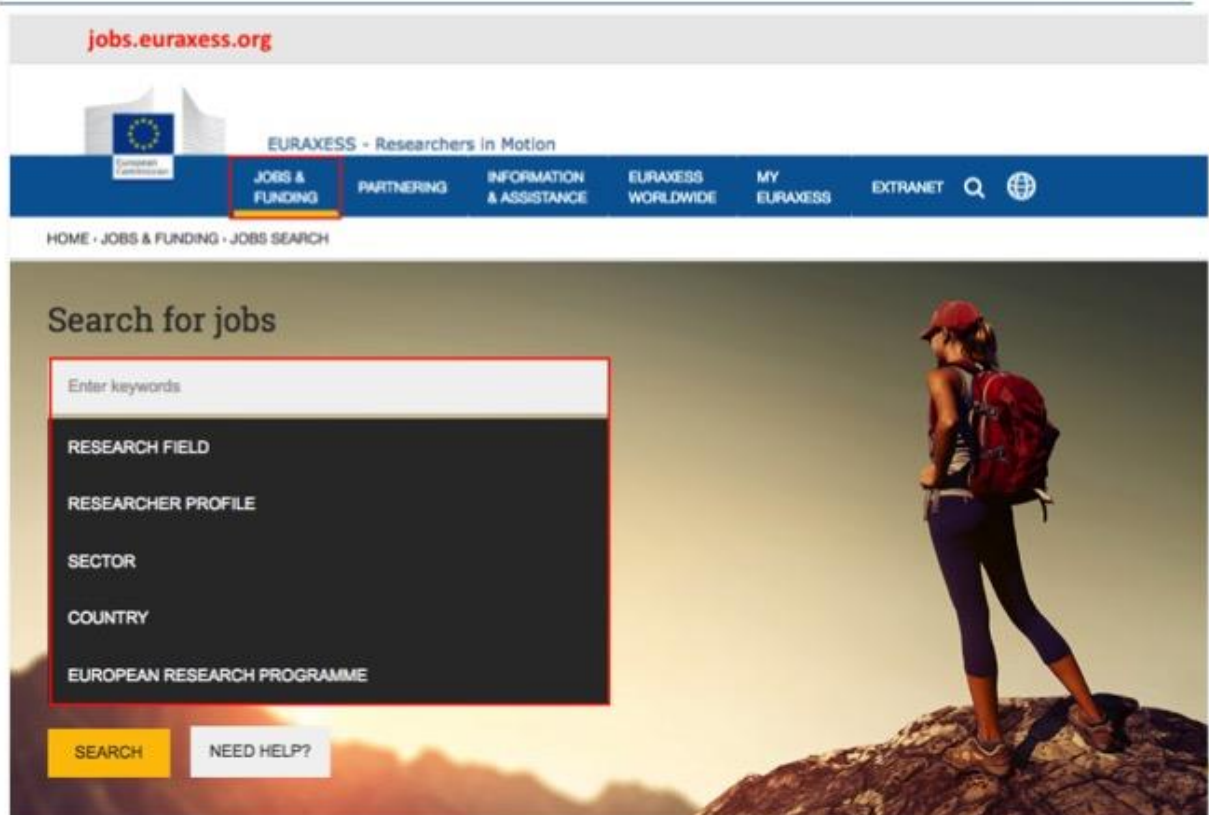 jobs.euraxess.org
European
Commission
EURAXESS - Researchers in Motion
JOBS &
FUNDING
PARTNERING
INFORMATION
& ASSISTANCE
EURAXESS
WORLDWIDE
MY
EURAXESS
EXTRANET
HOME › JOBS & FUNDING › JOBS SEARCH
Search for jobs
Enter keywords
RESEARCH FIELD
RESEARCHER PROFILE
SECTOR
COUNTRY
EUROPEAN RESEARCH PROGRAMME
SEARCH
NEED HELP?